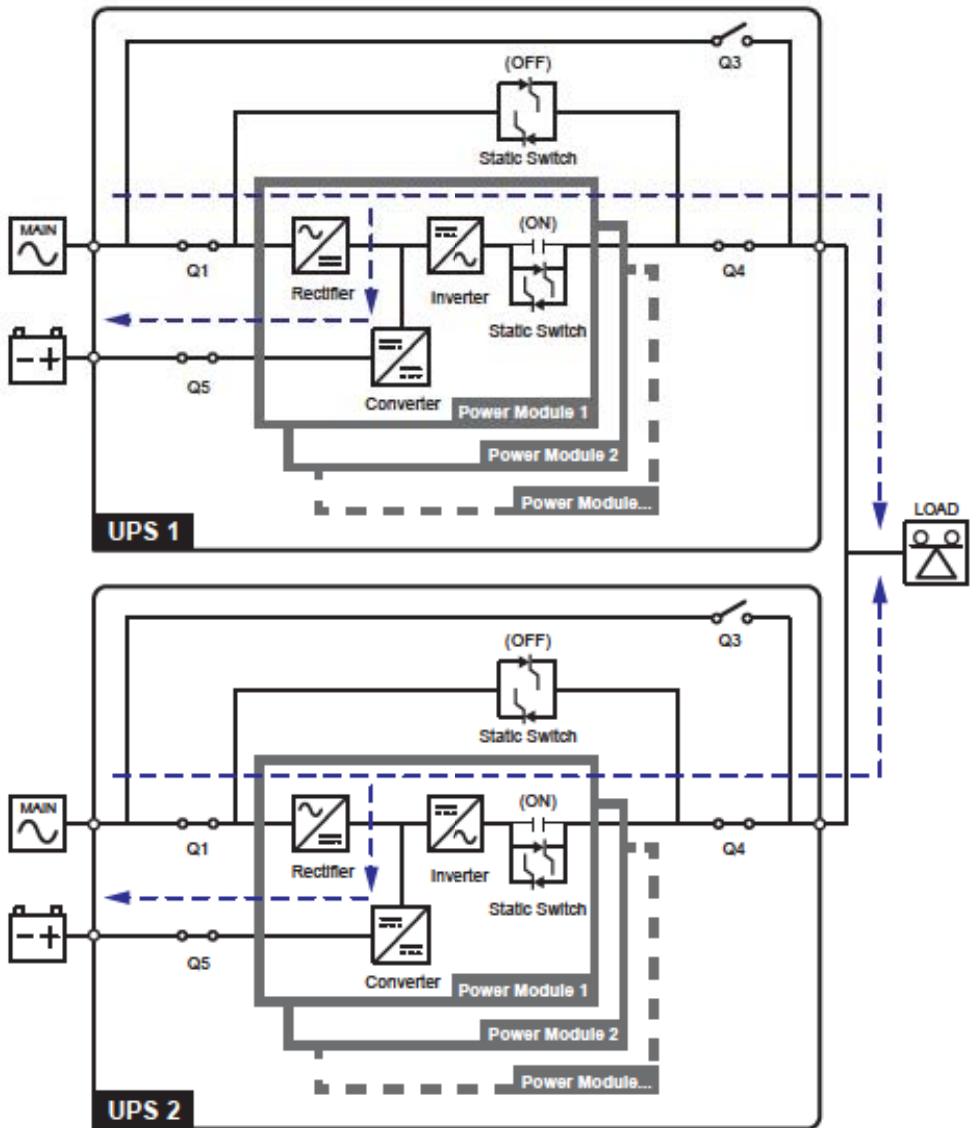 Q3
(OFF)
Static Switch
MAIN
(ON)
Q1
Q4
Rectifier
Inverter
Static Switch
Q5
Converter
Power Module 1
Power Module 2
Power Module...
UPS 1
LOAD
Q3
(OFF)
Static Switch
MAIN
(ON)
Q1
Q4
Rectifier
Inverter
Static Switch
Q5
Converter
Power Module 1
Power Module 2
Power Module...
UPS 2